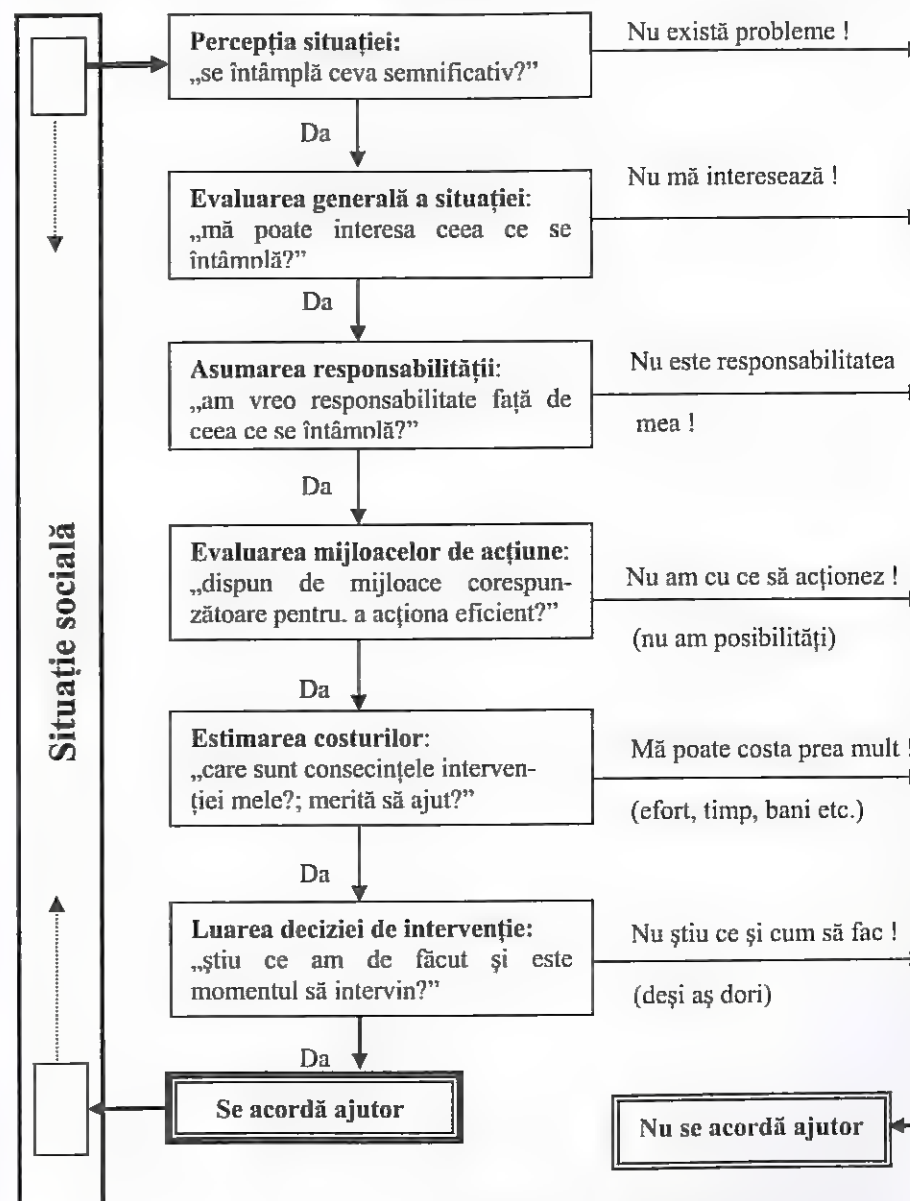 Percepția situației:
„se întâmplă ceva semnificativ?”
Nu există probleme !
Da
Evaluarea generală a situației:
„mă poate interesa ceea ce se
întâmplă?”
Nu mă interesează !
Da
Asumarea responsabilității:
„am vreo responsabilitate față de
ceea ce se întâmplă?”
Nu este responsabilitatea
mea !
Da
Evaluarea mijloacelor de acțiune:
„dispun de mijloace corespun-
zătoare pentru. a acționa eficient?”
Nu am cu ce să acționez !
(nu am posibilități)
Da
Estimarea costurilor:
„care sunt consecințele interven-
ției mele?; merită să ajut?”
Mă poate costa prea mult !
(efort, timp, bani etc.)
Da
Luarea deciziei de intervenție:
„știu ce am de făcut și este
momentul să intervin?”
Nu știu ce și cum să fac !
(deși aș dori)
Da
Se acordă ajutor
Nu se acordă ajutor
Situație socială